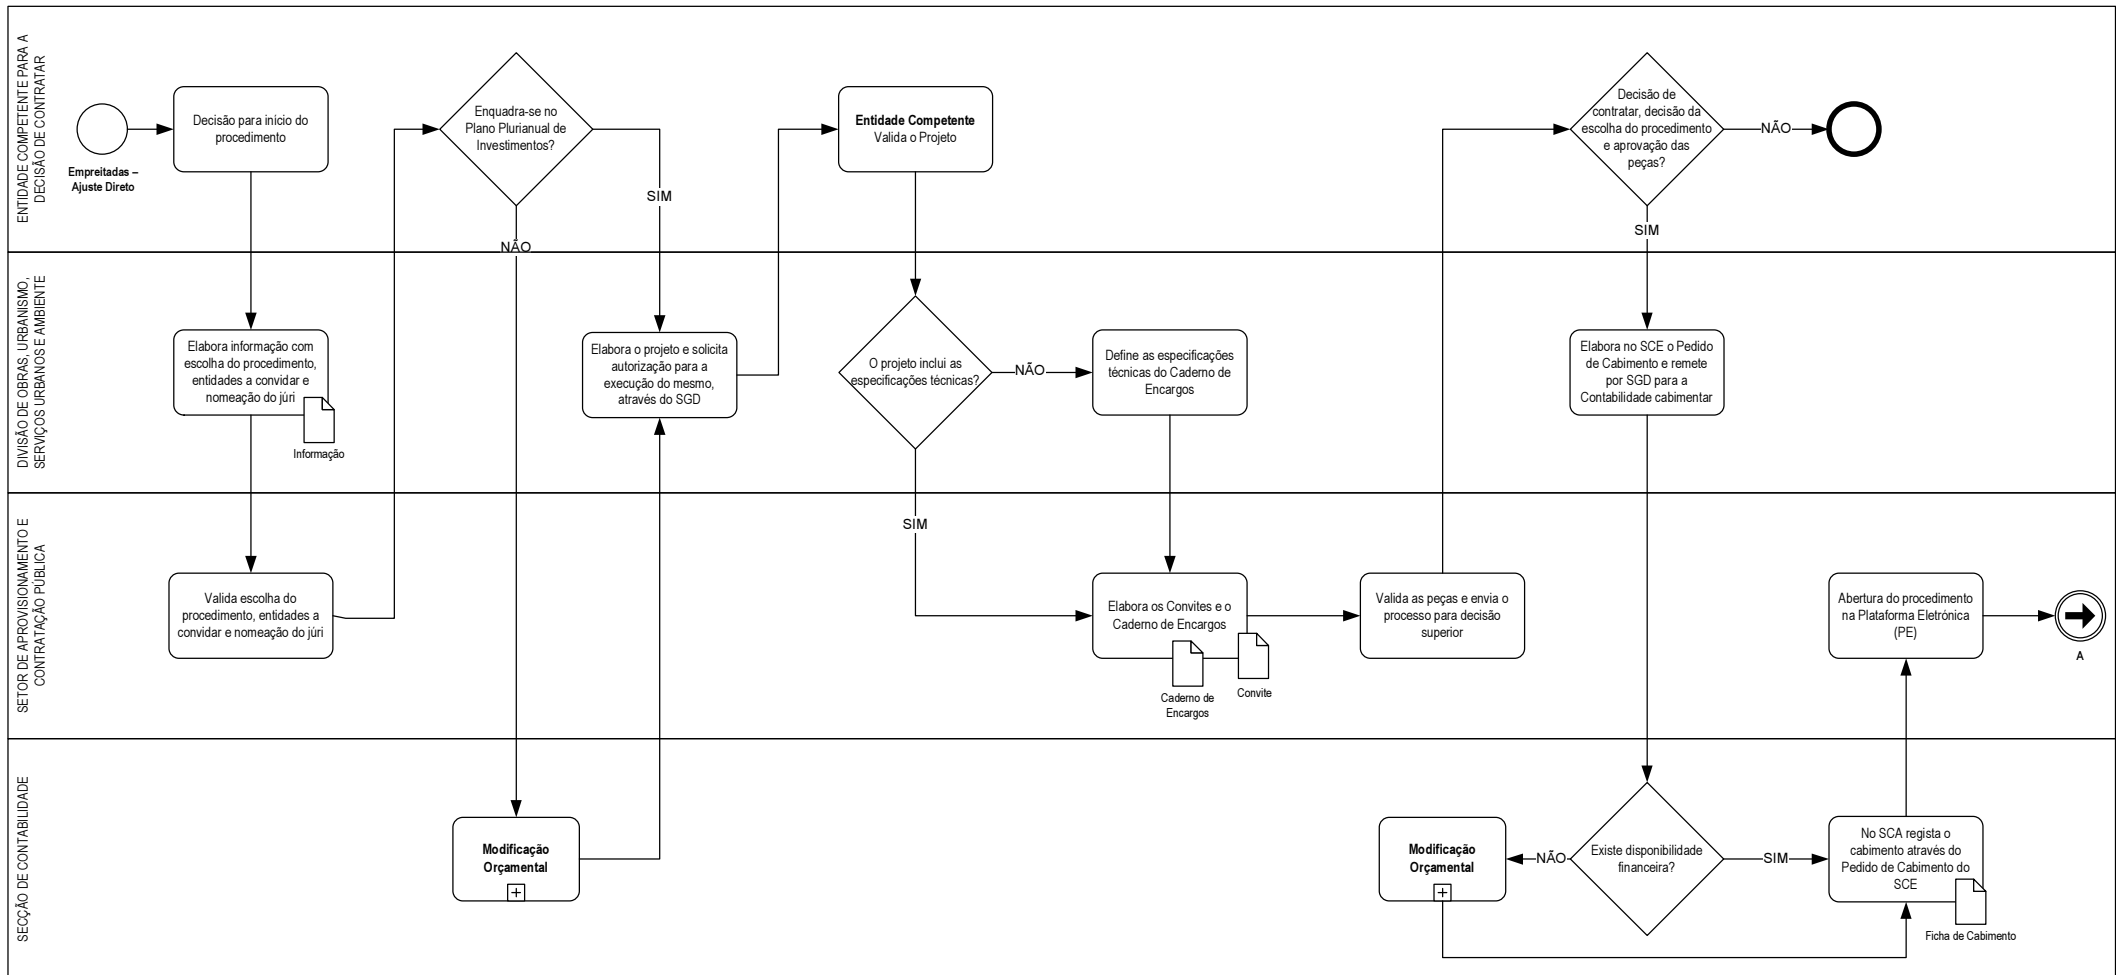 ENTIDADE COMPETENTE PARA A
DECISÃO DE CONTRATAR
Empreitadas –
Ajuste Direto
Decisão para inicio do
procedimento
Enquadra-se no
Plano Plurianual de
Investimentos?
SIM
NÃO
Entidade Competente
Valida o Projeto
Decisão de
contratar, decisão da
escolha do procedimento
e aprovação das
peças?
NÃO
SIM
DIVISÃO DE OBRAS, URBANISMO,
SERVIÇOS URBANOS E AMBIENTE
Elabora informação com
escolha do procedimento,
entidades a convidar e
nomeação do júri
Informação
Elabora o projeto e solicita
autorização para a
execução do mesmo,
através do SGD
O projeto inclui as
especificações técnicas?
NÃO
SIM
Define as especificações
técnicas do Caderno de
Encargos
Elabora no SCE o Pedido
de Cabimento e remete
por SGD para a
Contabilidade cabimentar
SETOR DE APROVISIONAMENTO E
CONTRATAÇÃO PÚBLICA
Valida escolha do
procedimento, entidades a
convidar e nomeação do júri
Elabora os Convites e o
Caderno de Encargos
Caderno de
Encargos
Convite
Valida as peças e envia o
processo para decisão
superior
Abertura do procedimento
na Plataforma Eletrónica
(PE)
A
SECÇÃO DE CONTABILIDADE
Modificação
Orçamental
Modificação
Orçamental
NÃO
Existe disponibilidade
financeira?
SIM
No SCA regista o
cabimento através do
Pedido de Cabimento do
SCE
Ficha de Cabimento